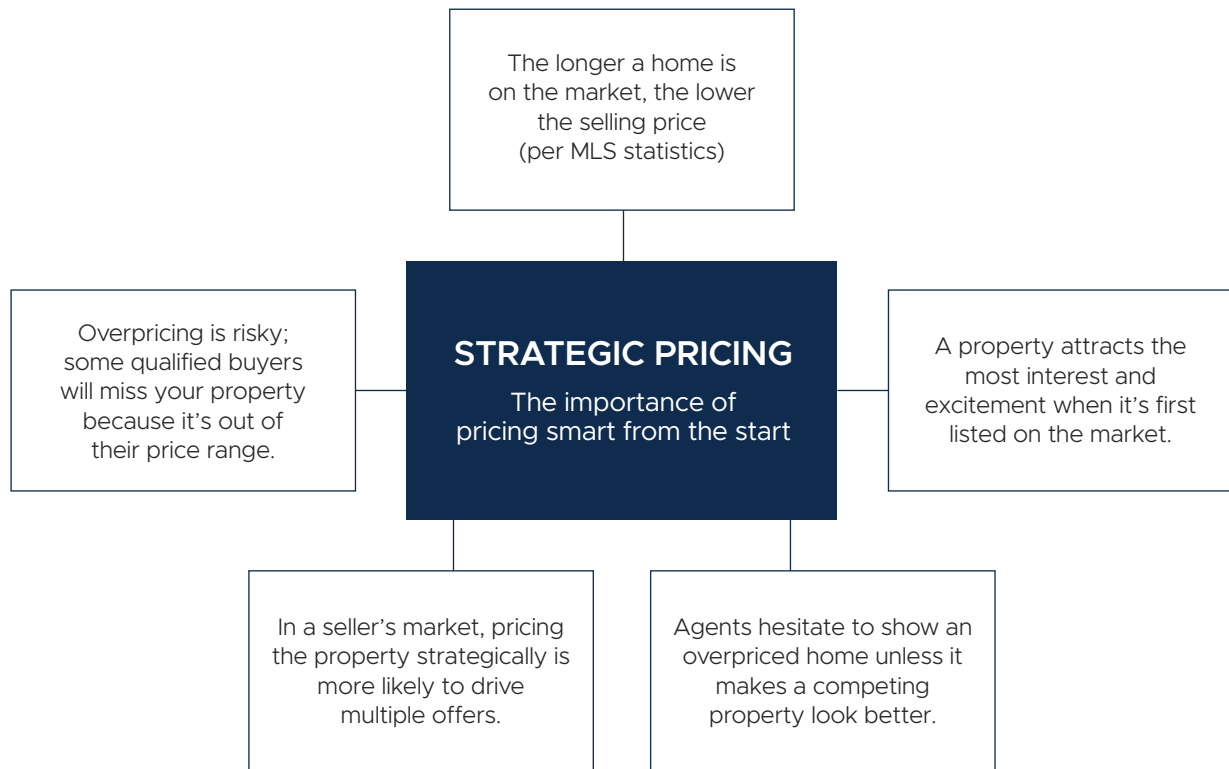 The longer a home is
on the market, the lower
the selling price
(per MLS statistics)
Overpricing is risky;
some qualified buyers
will miss your property
because it's out of
their price range.
STRATEGIC PRICING
The importance of
pricing smart from the start
A property attracts the
most interest and
excitement when it's first
listed on the market.
In a seller's market, pricing
the property strategically is
more likely to drive
multiple offers.
Agents hesitate to show an
overpriced home unless it
makes a competing
property look better.